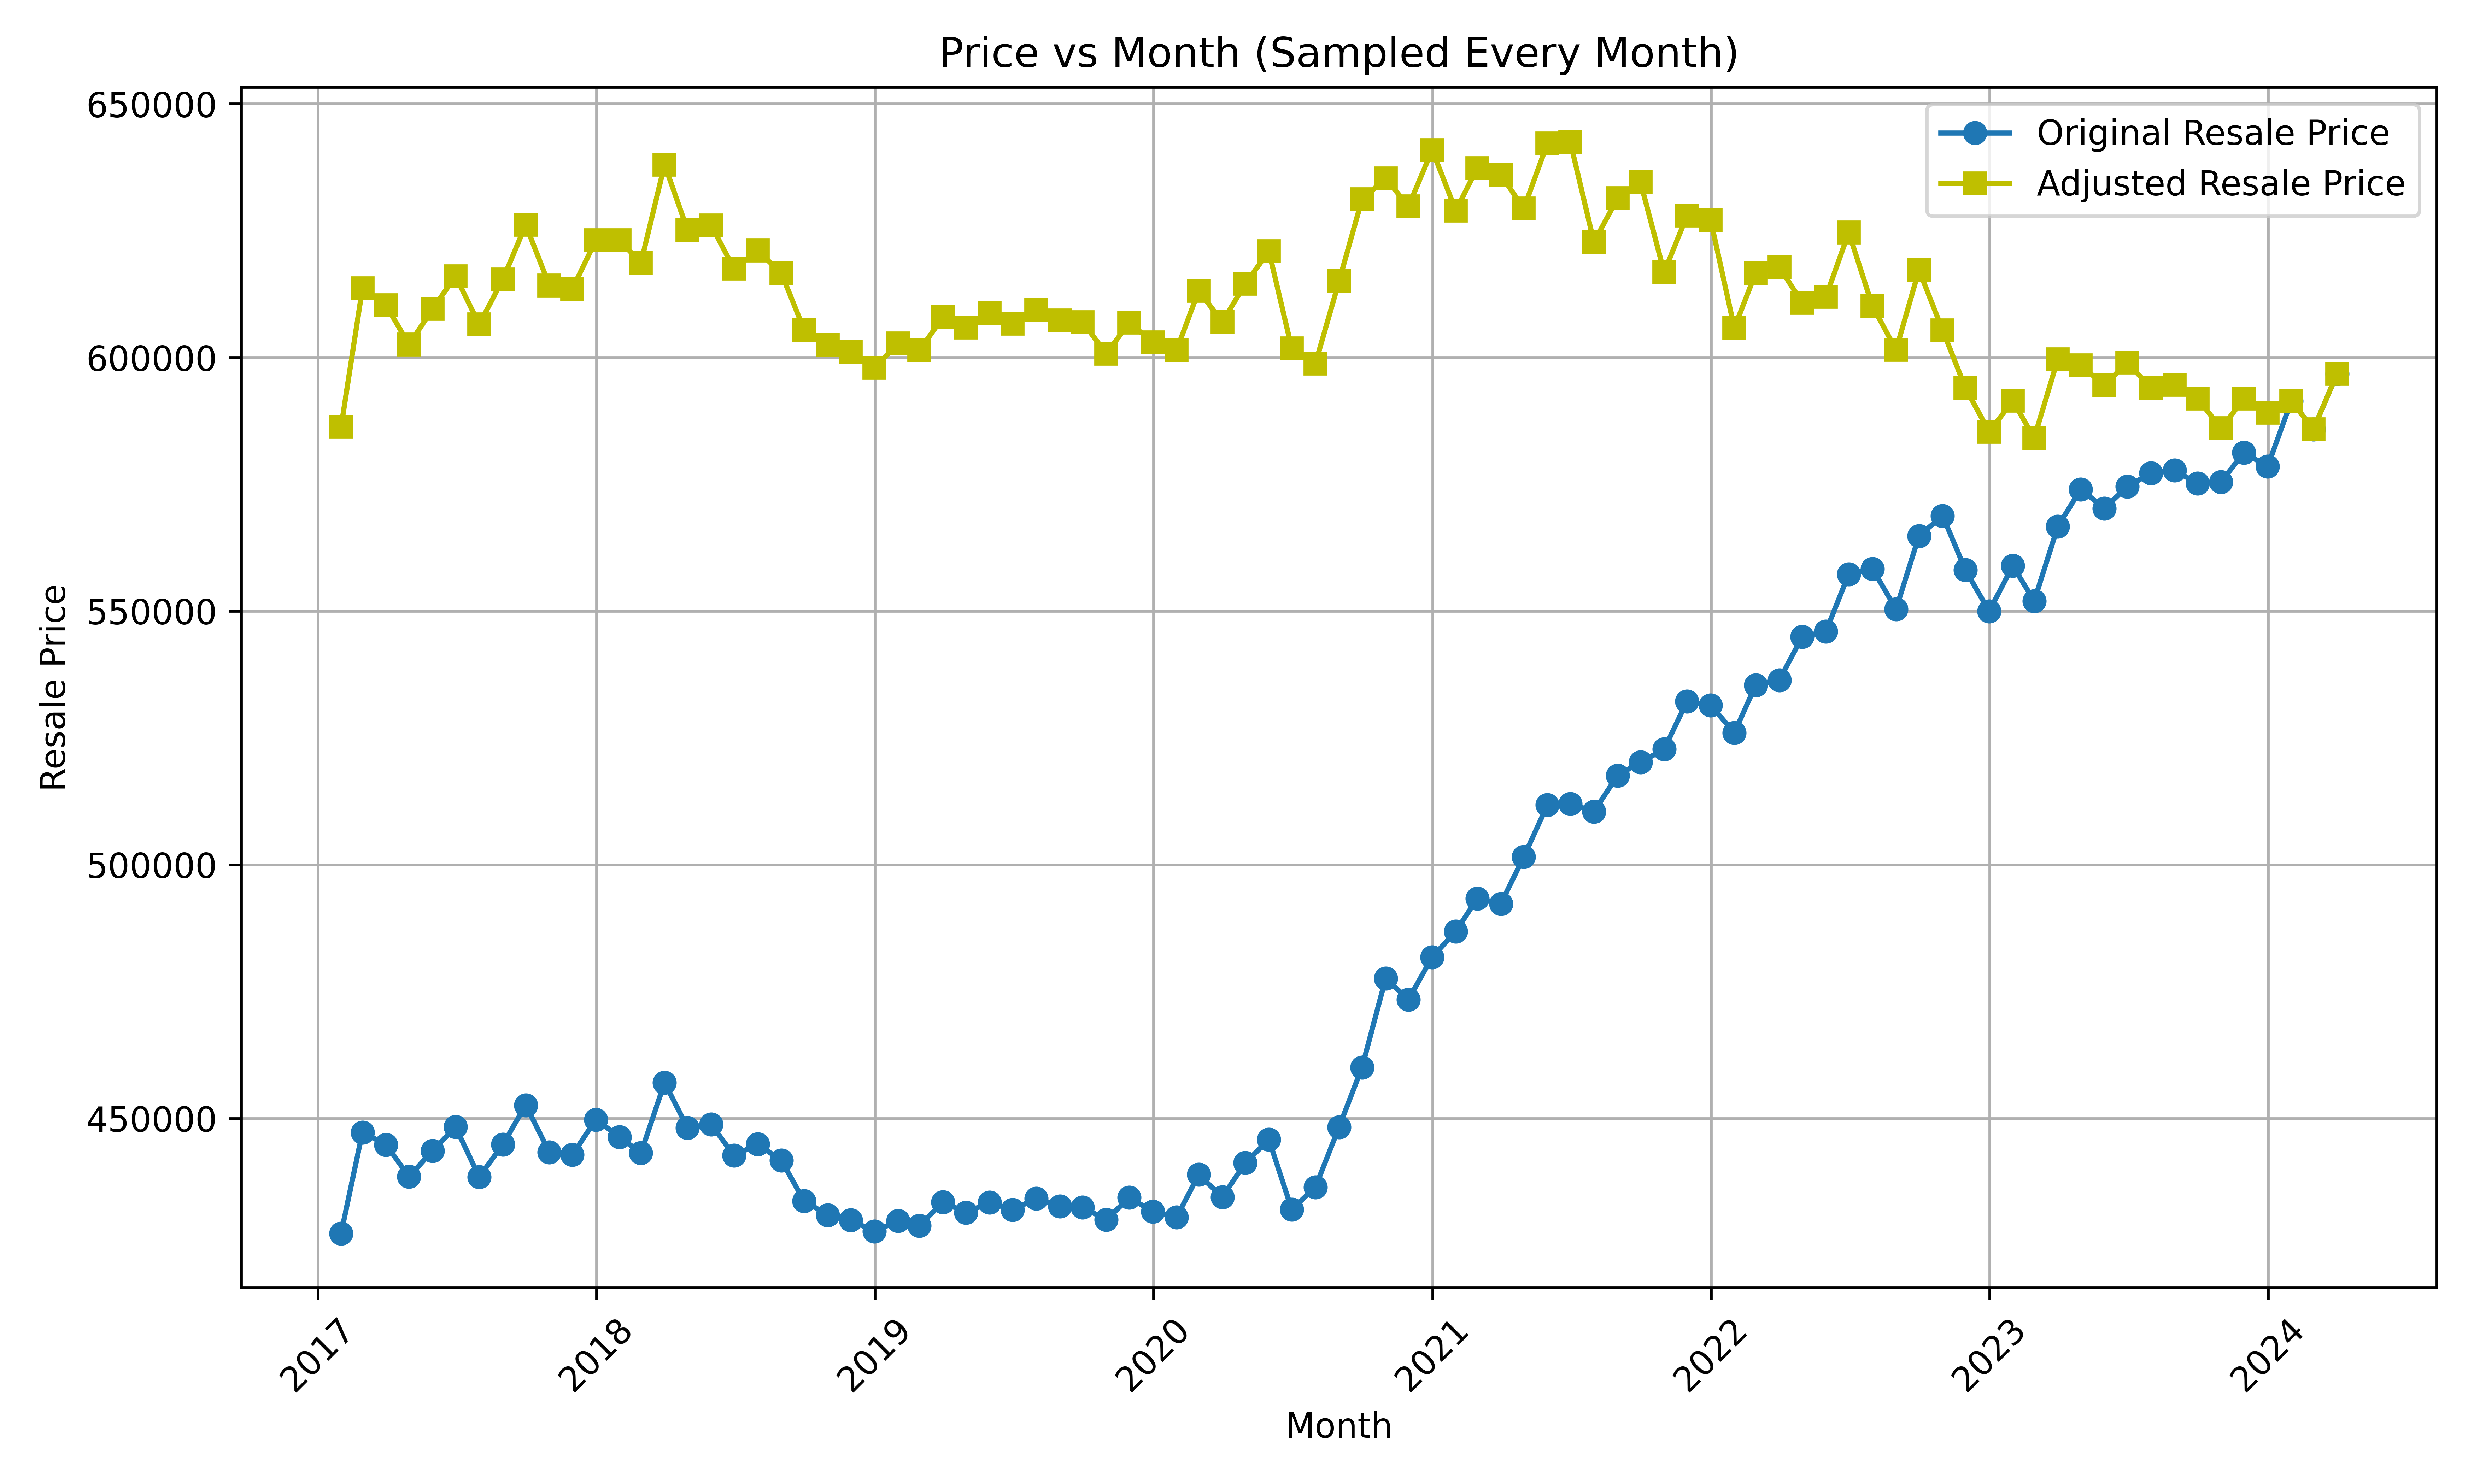 Price vs Month (Sampled Every Month)
Original Resale Price
Adjusted Resale Price
650000
600000
550000
500000
450000
Resale Price
2017
2018
2019
2020
2021
2022
2023
2024
Month